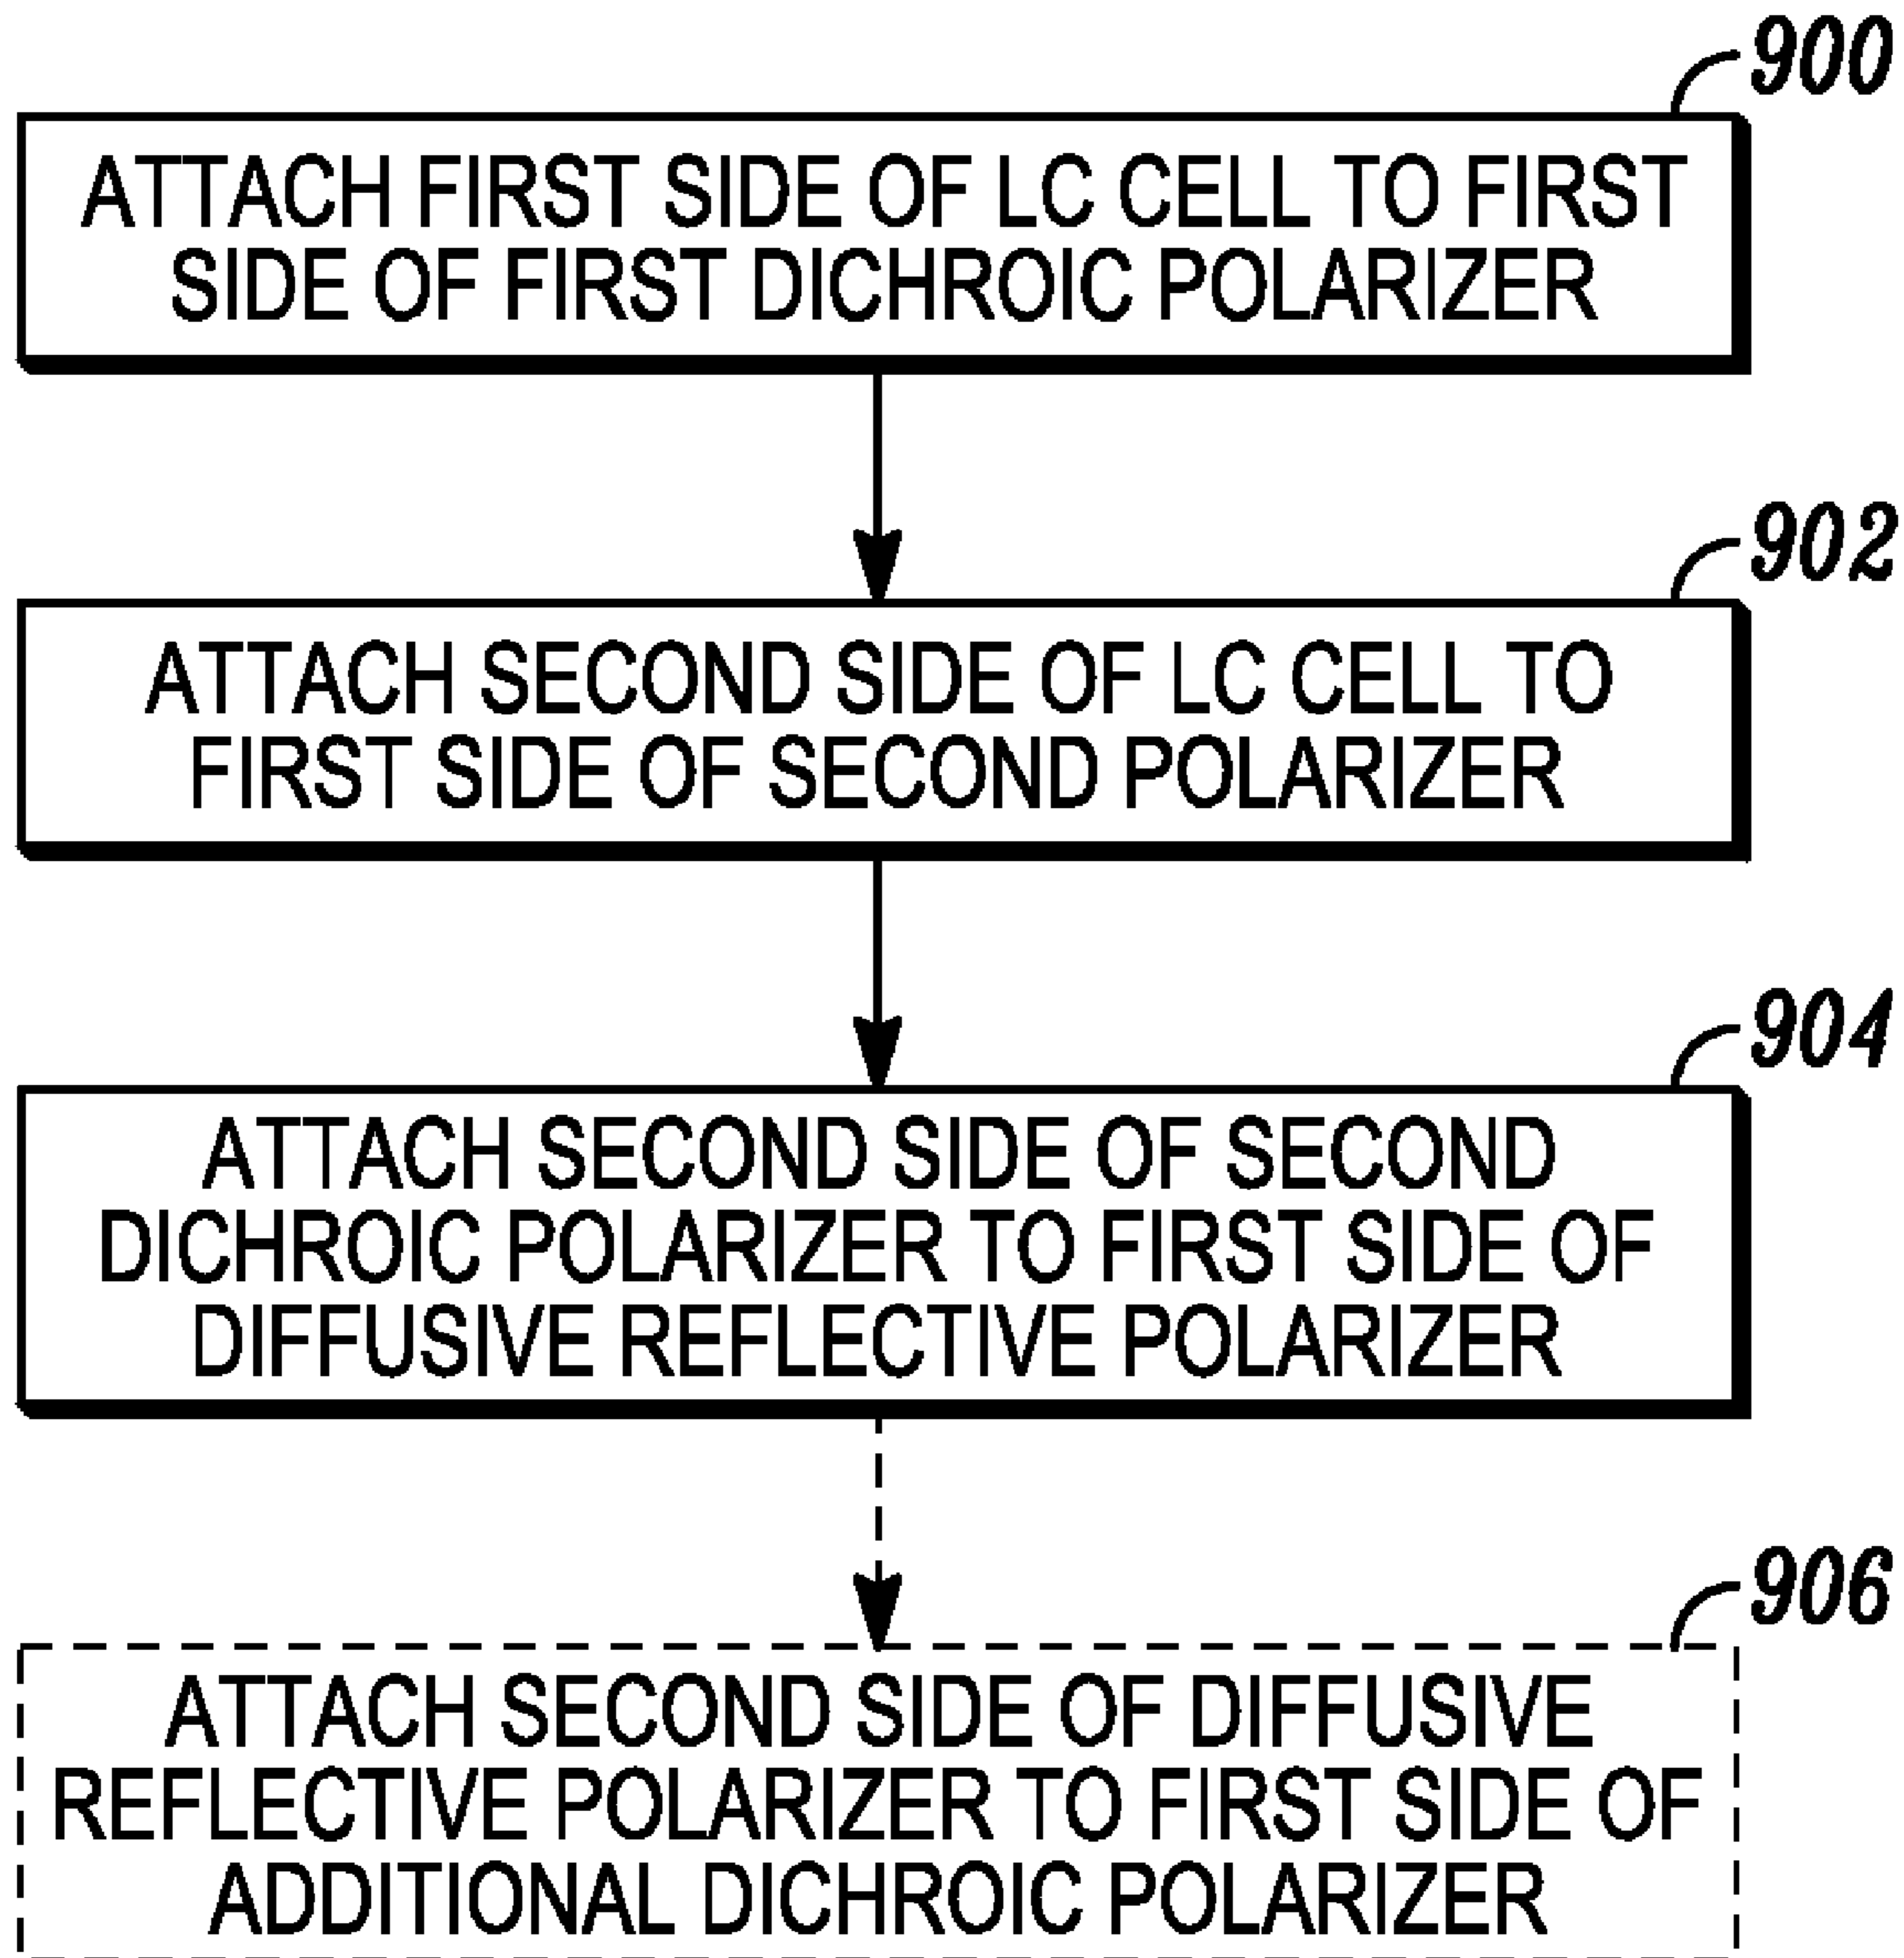 900
ATTACH FIRST SIDE OF LC CELL TO FIRST
SIDE OF FIRST DICHROIC POLARIZER
902
ATTACH SECOND SIDE OF LC CELL TO
FIRST SIDE OF SECOND POLARIZER
904
ATTACH SECOND SIDE OF SECOND
DICHROIC POLARIZER TO FIRST SIDE OF
DIFFUSIVE REFLECTIVE POLARIZER
906
ATTACH SECOND SIDE OF DIFFUSIVE
REFLECTIVE POLARIZER TO FIRST SIDE OF
ADDITIONAL DICHROIC POLARIZER